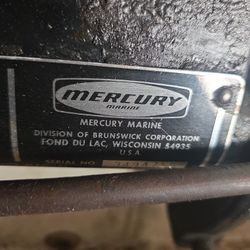 MERCURY
MARINE
MERCURY MARINE
DIVISION OF BRUNSWICK CORPORATION
FOND DU LAC, WISCONSIN 54935
U.S.A.
SERIAL NO.